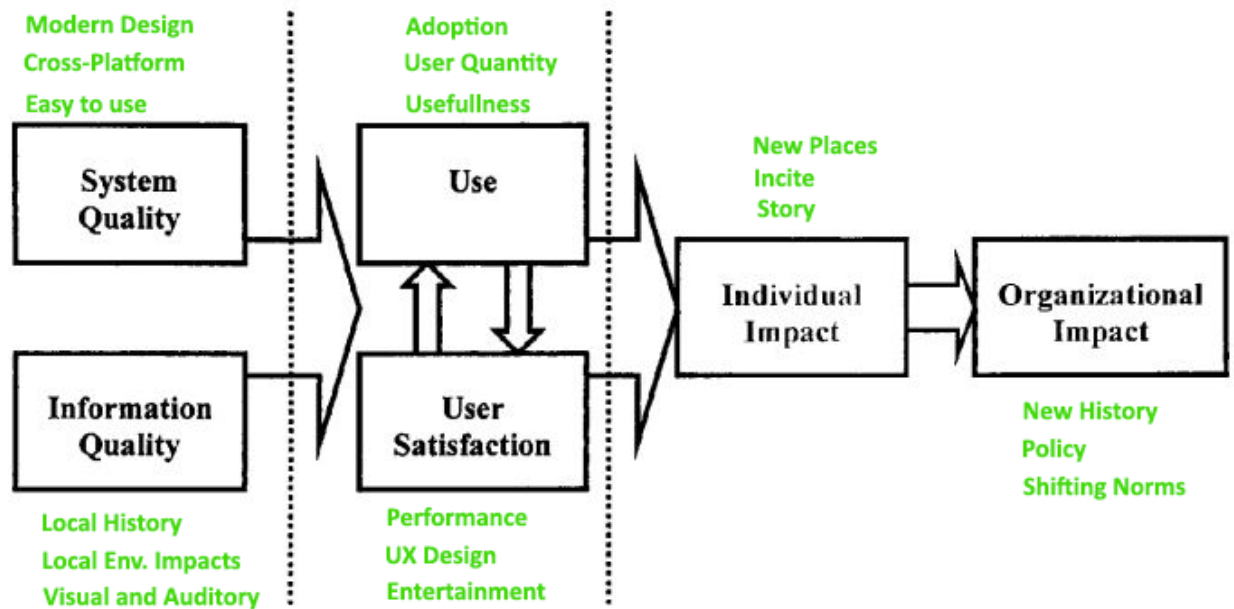 Modern Design
Cross-Platform
Easy to use
System
Quality
Information
Quality
Local History
Local Env. Impacts
Visual and Auditory
Adoption
User Quantity
Usefullness
Use
User
Satisfaction
Performance
UX Design
Entertainment
New Places
Incite
Story
Individual
Impact
Organizational
Impact
New History
Policy
Shifting Norms